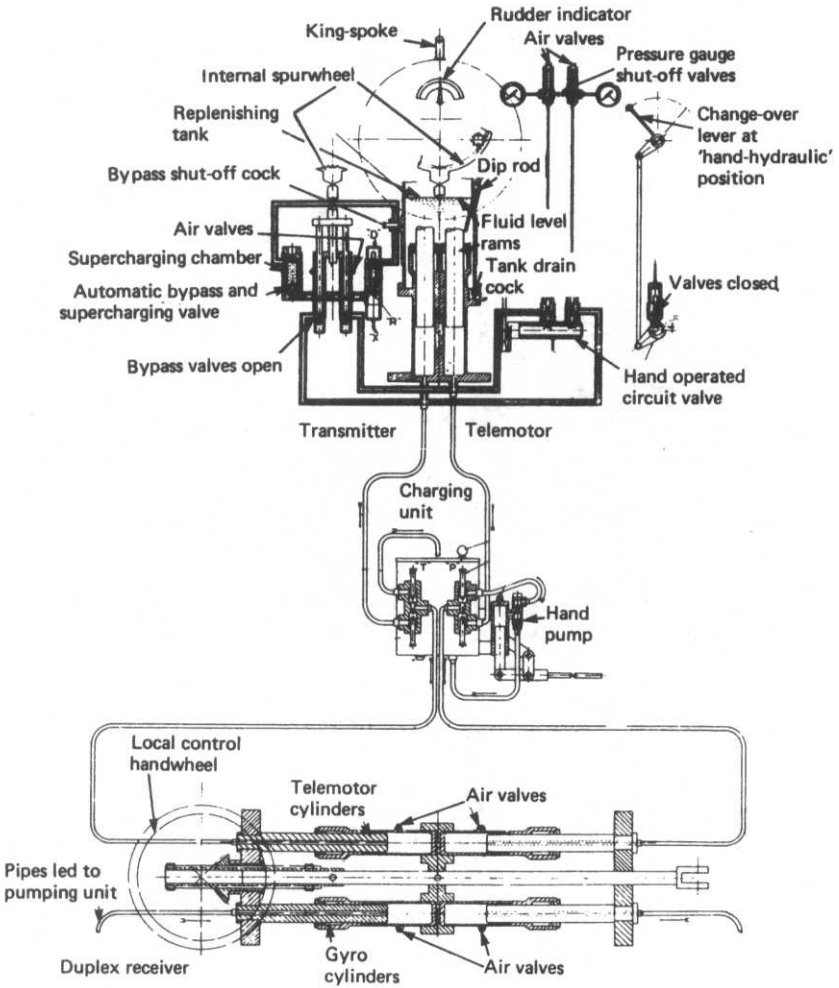 King-spoke
Rudder indicator
Air valves
Pressure gauge
shut-off valves
Internal spurwheel
Replenishing
tank
Change-over
lever at
'hand-hydraulic'
position
Bypass shut-off cock
Dip rod
Air valves
Fluid level
rams
Supercharging chamber
Tank drain
cock
Automatic bypass and
supercharging valve
Valves closed
Bypass valves open
Hand operated
circuit valve
Transmitter
Telemotor
Charging
unit
T
P
Hand
pump
Local control
handwheel
Telemotor
cylinders
Air valves
Pipes led to
pumping unit
Gyro
cylinders
Air valves
Duplex receiver